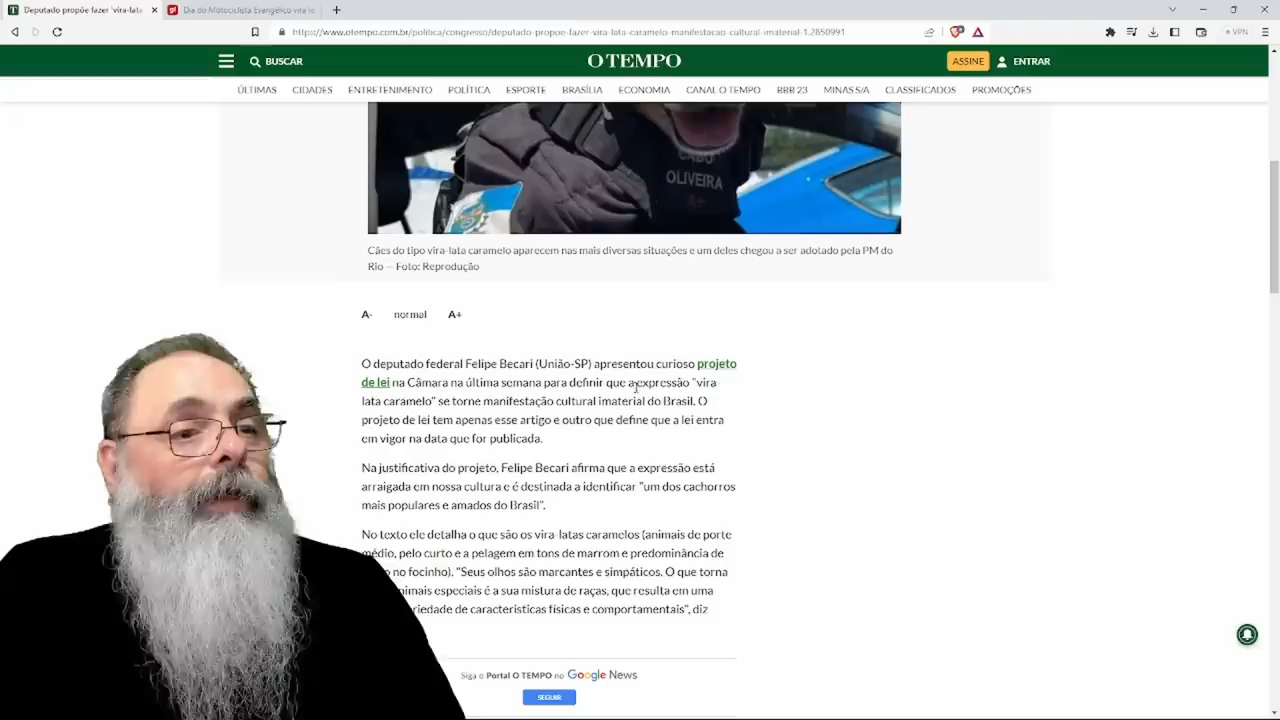 Deputado propõe fazer 'vira-lata
Dia do Motociclista Evangélico vira le
https://www.otempo.com.br/politica/congresso/deputado-propoe-fazer-vira-lata-caramelo-manifestacao-cultural-imaterial-1.2850991
VPN
BUSCAR
O TEMPO
ASSINE
ENTRAR
ÚLTIMAS CIDADES ENTRETENIMENTO POLÍTICA ESPORTE BRASÍLIA ECONOMIA CANAL O TEMPO BBB 23 MINAS S/A CLASSIFICADOS PROMOÇÕES
CABO
OLIVEIRA
A+
Cães do tipo vira-lata caramelo aparecem nas mais diversas situações e um deles chegou a ser adotado pela PM do
Rio — Foto: Reprodução
A- normal A+
O deputado federal Felipe Becari (União-SP) apresentou curioso projeto
de lei na Câmara na última semana para definir que a expressão "vira
lata caramelo" se torne manifestação cultural imaterial do Brasil. O
projeto de lei tem apenas esse artigo e outro que define que a lei entra
em vigor na data que for publicada.
Na justificativa do projeto, Felipe Becari afirma que a expressão está
arraigada em nossa cultura e é destinada a identificar "um dos cachorros
mais populares e amados do Brasil".
No texto ele detalha o que são os vira-latas caramelos (animais de porte
médio, pelo curto e a pelagem em tons de marrom e predominância de
no focinho). "Seus olhos são marcantes e simpáticos. O que torna
especiais é a sua mistura de raças, que resulta em uma
de características físicas e comportamentais", diz
Siga o Portal O TEMPO no Google News
SEGUIR